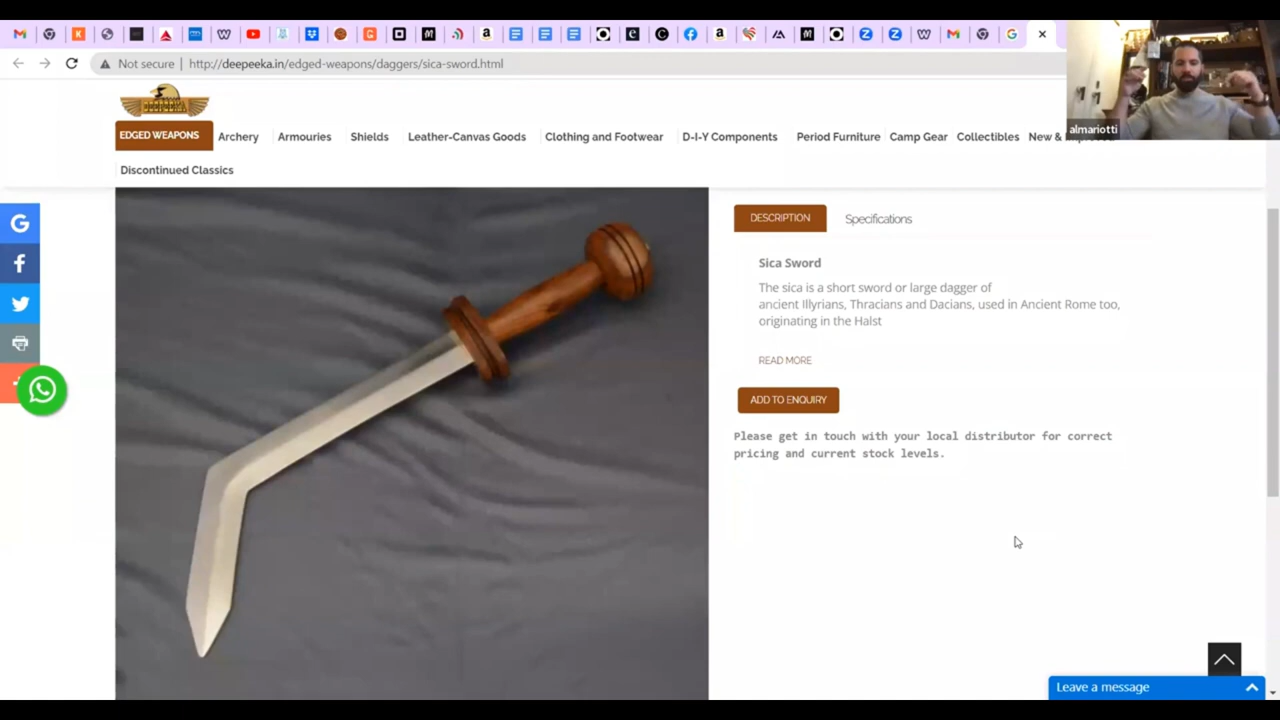 Not secure
http://deepeeka.in/edged-weapons/daggers/sica-sword.html
almariotti
DEEPEEKA
EDGED WEAPONS Archery Armouries Shields Leather-Canvas Goods Clothing and Footwear D-I-Y Components Period Furniture Camp Gear Collectibles New &
Discontinued Classics
DESCRIPTION Specifications
Sica Sword
The sica is a short sword or large dagger of
ancient Illyrians, Thracians and Dacians, used in Ancient Rome too,
originating in the Halst
READ MORE
ADD TO ENQUIRY
Please get in touch with your local distributor for correct
pricing and current stock levels.
Leave a message